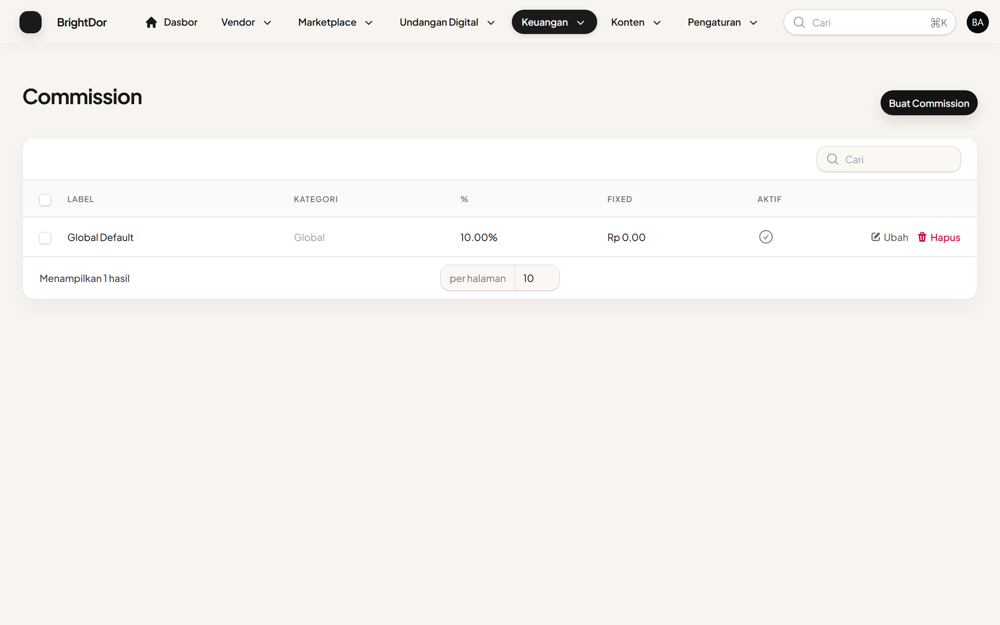 BrightDor
Dasbor
Vendor
Marketplace
Undangan Digital
Keuangan
Konten
Pengaturan
Cari
⌘K
BA
Commission
Buat Commission
Cari
LABEL
KATEGORI
%
FIXED
AKTIF
Global Default
Global
10.00%
Rp 0,00
Ubah
Hapus
Menampilkan 1 hasil
per halaman
10